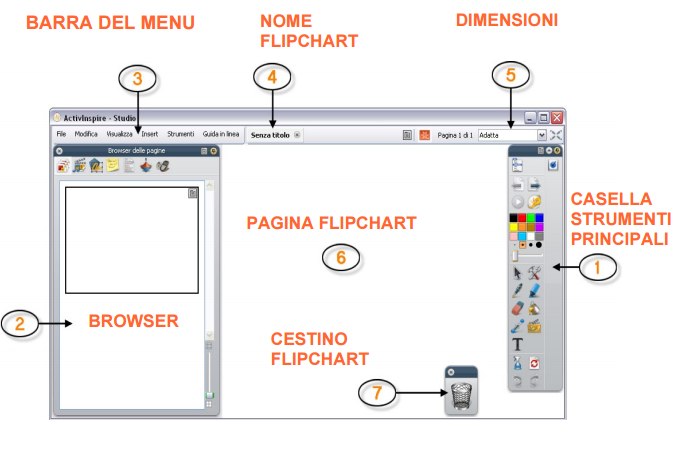 BARRA DEL MENU
NOME
FLIPCHART
DIMENSIONI
3
4
5
ActivInspire - Studio
File Modifica Visualizza Insert Strumenti Guida in linea
Senza titolo
Pagina 1 di 1
Adatta
Browser delle pagine
PAGINA FLIPCHART
6
CASELLA
STRUMENTI
PRINCIPALI
1
2
BROWSER
CESTINO
FLIPCHART
7
T